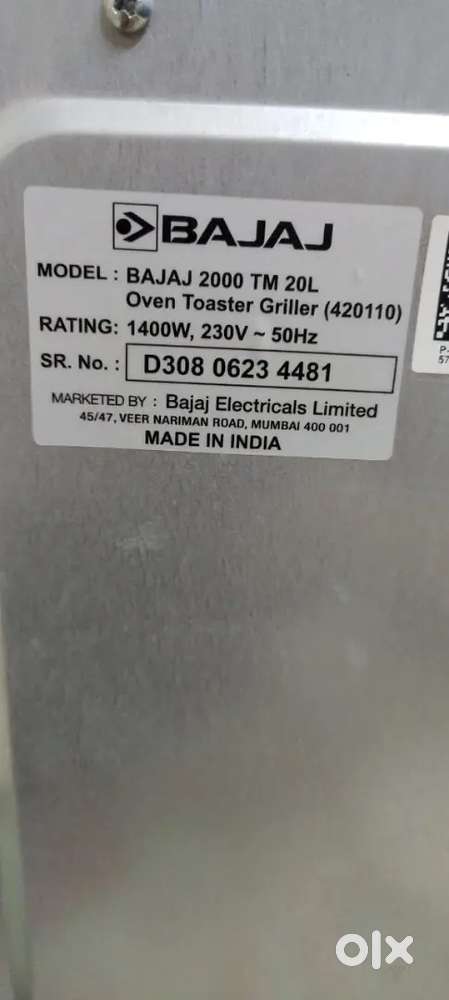 BAJAJ
MODEL : BAJAJ 2000 TM 20L
Oven Toaster Griller (420110)
RATING: 1400W, 230V ~ 50Hz
SR. No. : D308 0623 4481
MARKETED BY : Bajaj Electricals Limited
45/47, VEER NARIMAN ROAD, MUMBAI 400 001
MADE IN INDIA
P-
57
olx